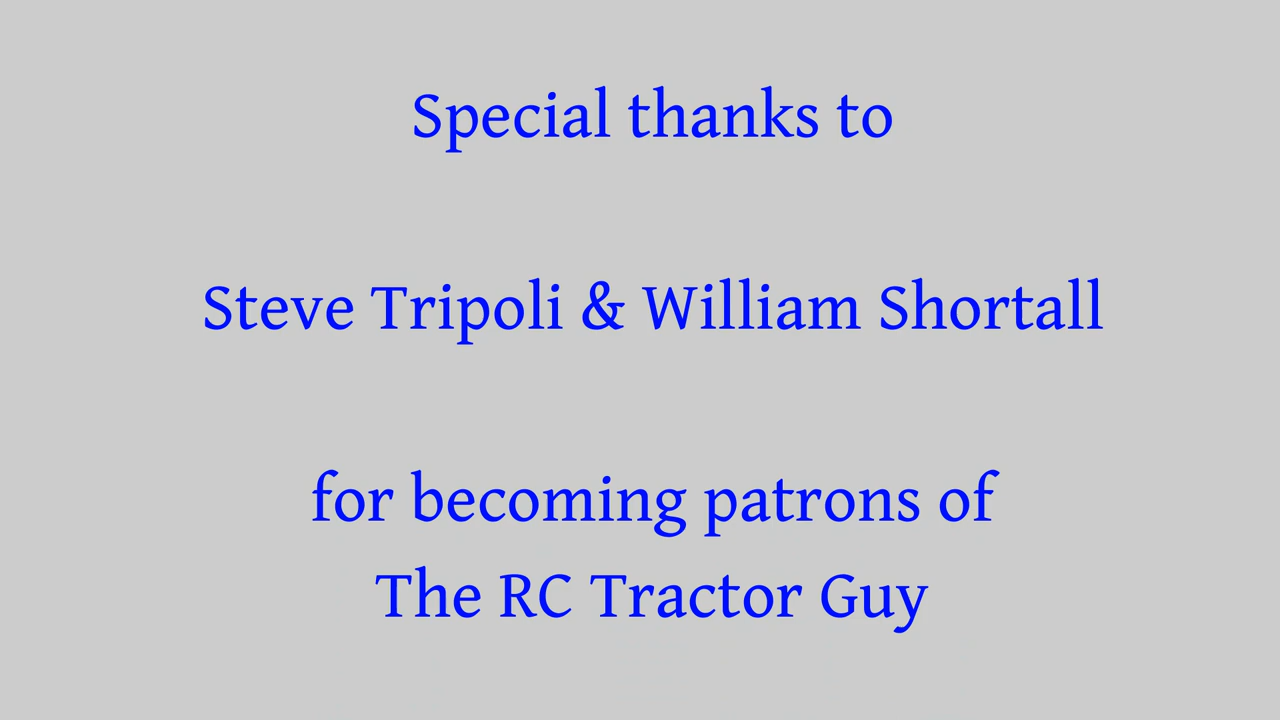 Special thanks to
Steve Tripoli & William Shortall
for becoming patrons of
The RC Tractor Guy